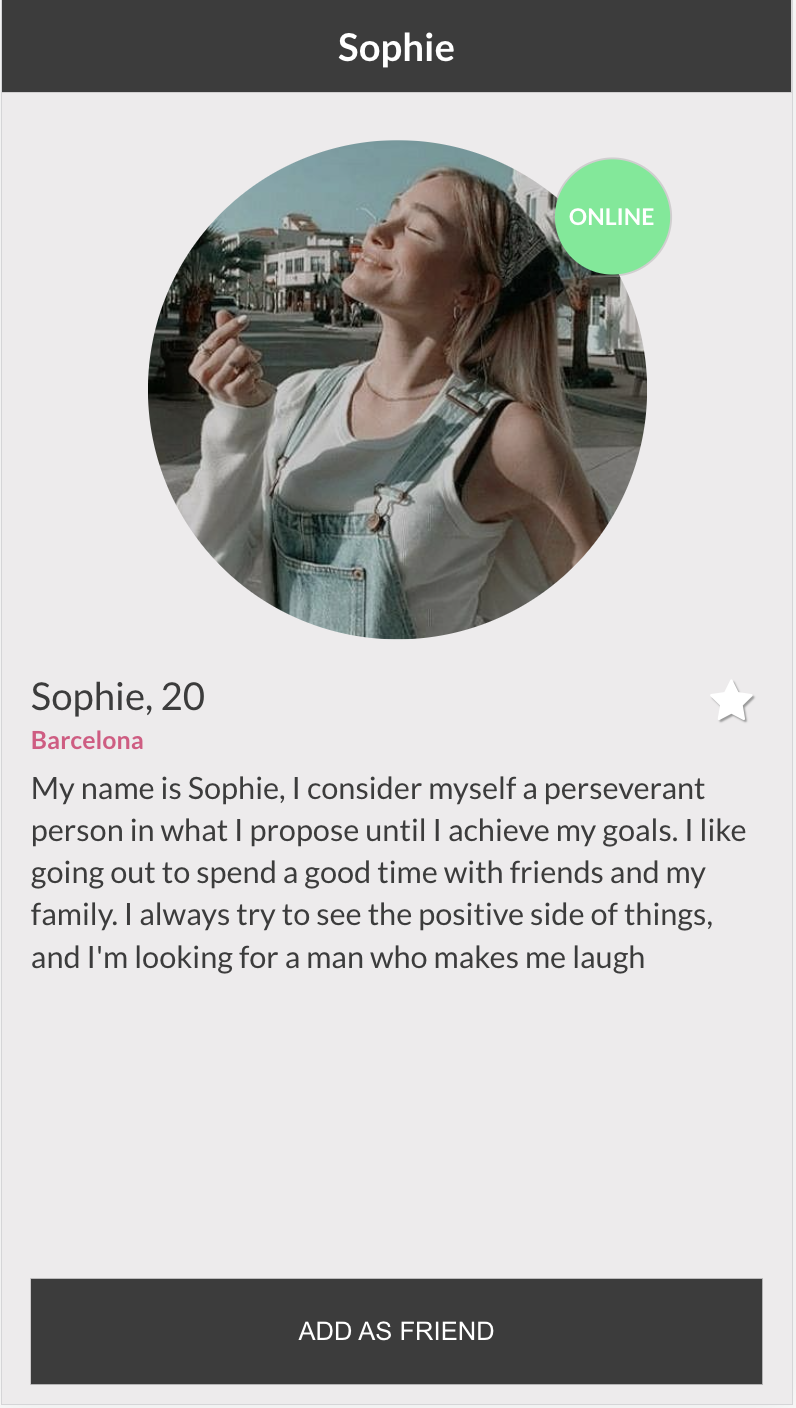 Sophie
ONLINE
Sophie, 20
Barcelona
My name is Sophie, I consider myself a perseverant
person in what I propose until I achieve my goals. I like
going out to spend a good time with friends and my
family. I always try to see the positive side of things,
and I'm looking for a man who makes me laugh
ADD AS FRIEND